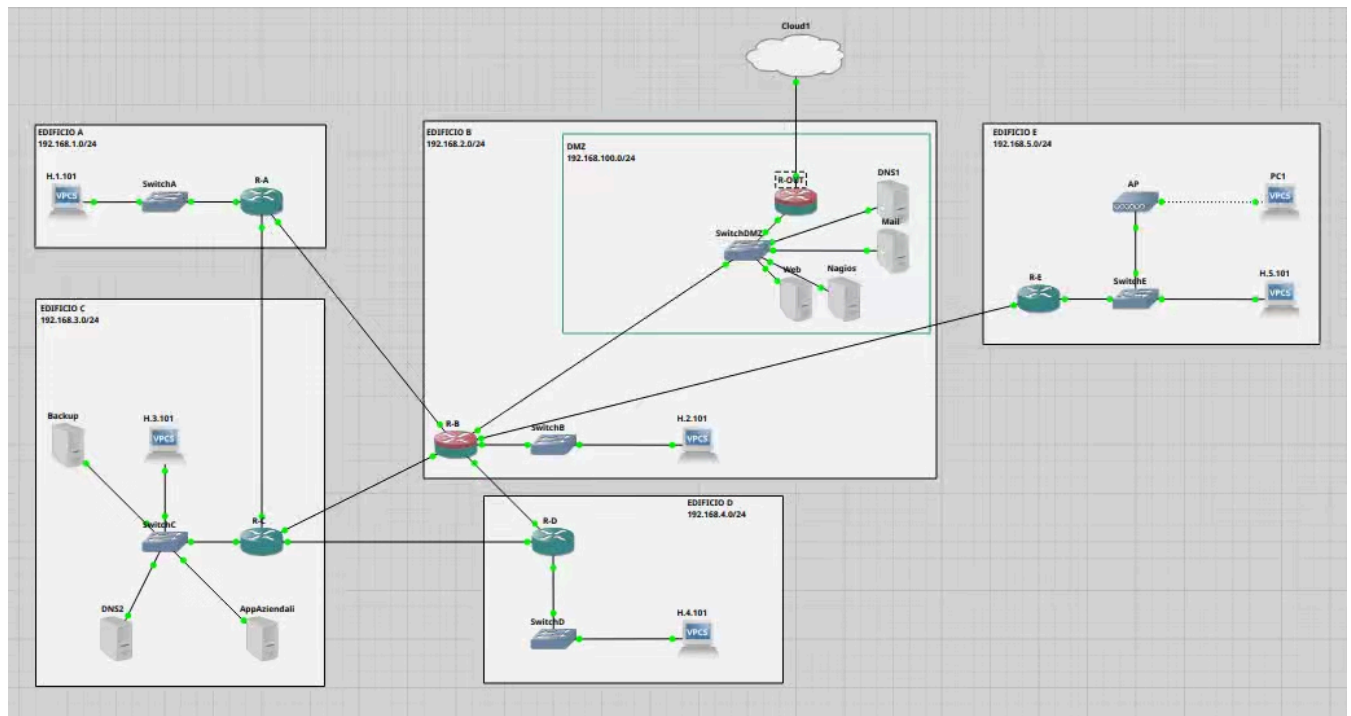 Cloud1
EDIFICIO A
192.168.1.0/24
H.1.101
VPCS
SwitchA
R-A
EDIFICIO B
192.168.2.0/24
DMZ
192.168.100.0/24
R-OUT
DNS1
SwitchDMZ
Mail
Web
Nagios
EDIFICIO E
192.168.5.0/24
AP
PC1
VPCS
R-E
SwitchE
H.5.101
VPCS
EDIFICIO C
192.168.3.0/24
Backup
H.3.101
VPCS
SwitchC
R-C
DNS2
AppAziendali
R-B
SwitchB
H.2.101
VPCS
EDIFICIO D
192.168.4.0/24
R-D
SwitchD
H.4.101
VPCS